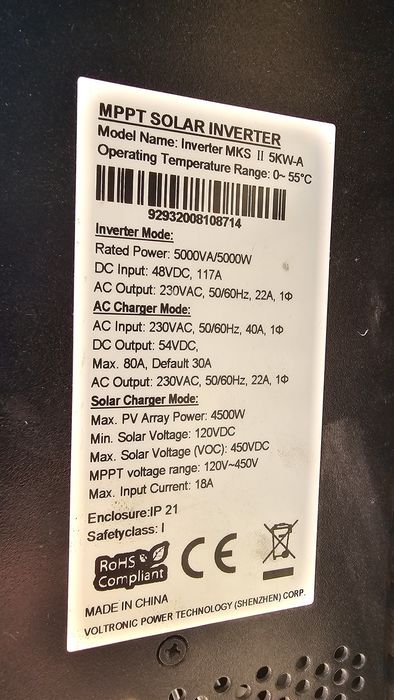 MPPT SOLAR INVERTER
Model Name: Inverter MKS II 5KW-A
Operating Temperature Range: 0~ 55°C
92932008108714
Inverter Mode:
Rated Power: 5000VA/5000W
DC Input: 48VDC, 117A
AC Output: 230VAC, 50/60Hz, 22A, 1Φ
AC Charger Mode:
AC Input: 230VAC, 50/60Hz, 40A, 1Φ
DC Output: 54VDC,
Max. 80A, Default 30A
AC Output: 230VAC, 50/60Hz, 22A, 1Φ
Solar Charger Mode:
Max. PV Array Power: 4500W
Min. Solar Voltage: 120VDC
Max. Solar Voltage (VOC): 450VDC
MPPT voltage range: 120V~450V
Max. Input Current: 18A
Enclosure:IP 21
Safetyclass: I
RoHS
Compliant
CE
MADE IN CHINA
VOLTRONIC POWER TECHNOLOGY (SHENZHEN) CORP.